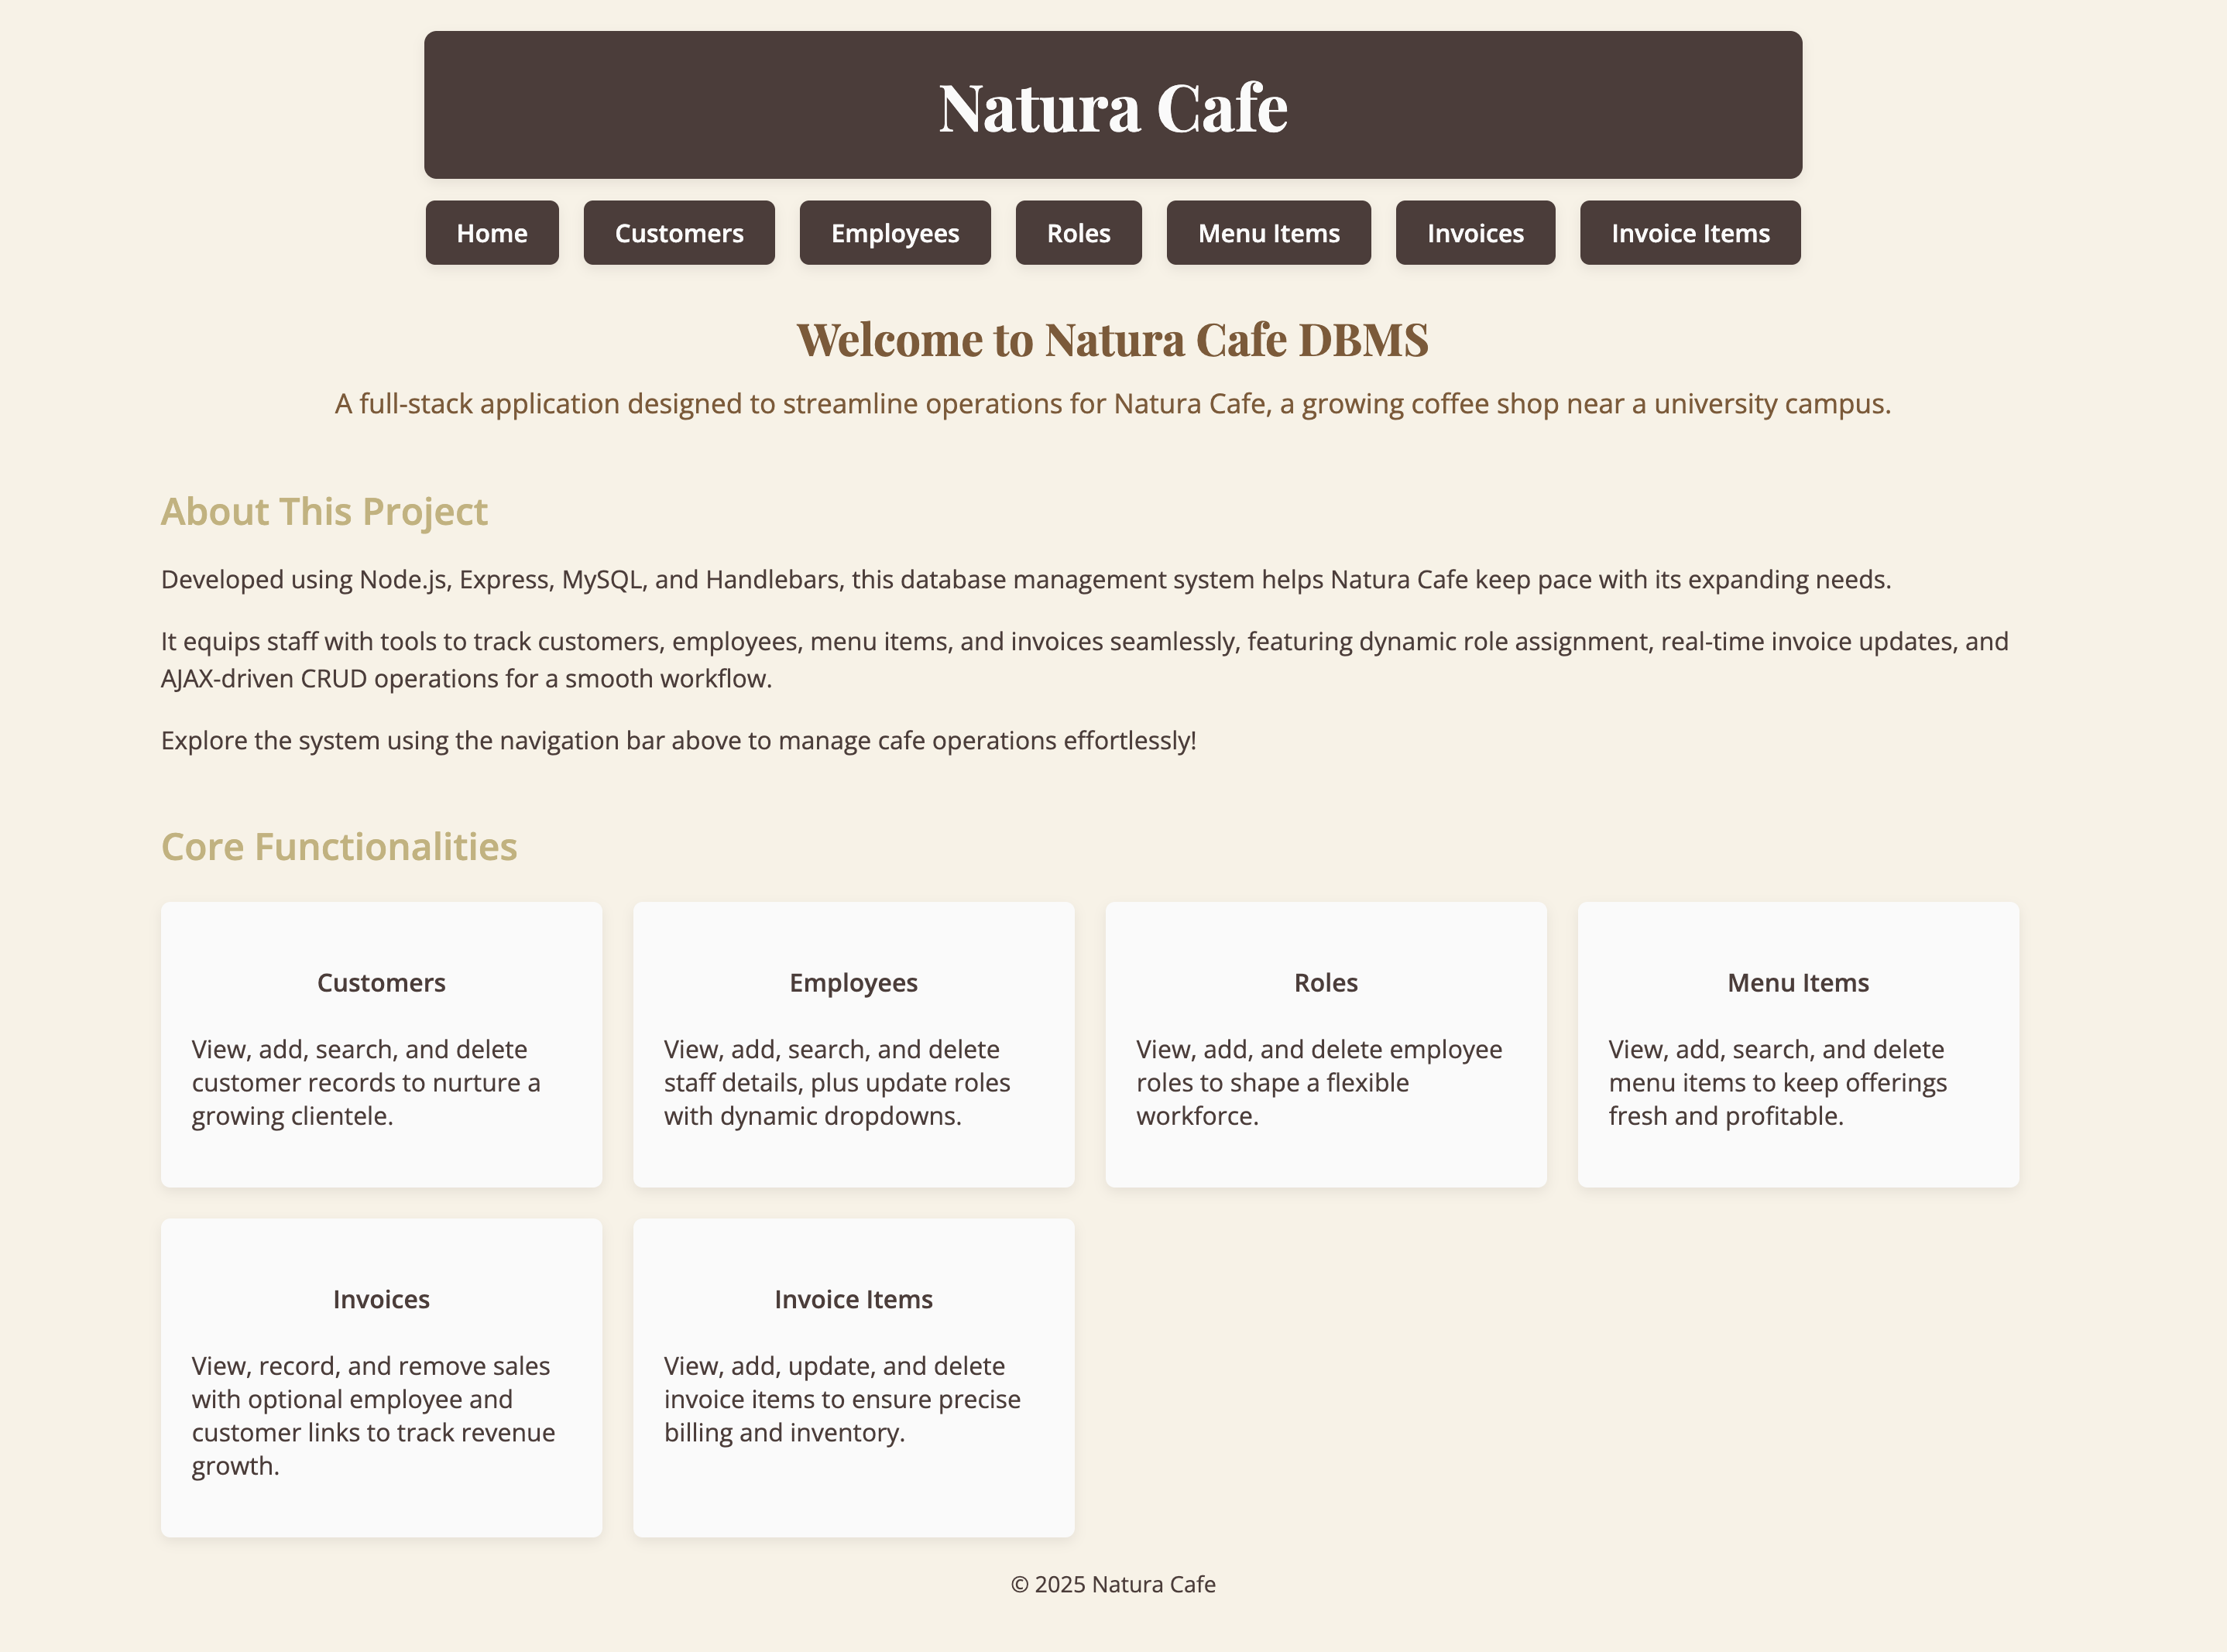 Natura Cafe
Home
Customers
Employees
Roles
Menu Items
Invoices
Invoice Items
Welcome to Natura Cafe DBMS
A full-stack application designed to streamline operations for Natura Cafe, a growing coffee shop near a university campus.
About This Project
Developed using Node.js, Express, MySQL, and Handlebars, this database management system helps Natura Cafe keep pace with its expanding needs.
It equips staff with tools to track customers, employees, menu items, and invoices seamlessly, featuring dynamic role assignment, real-time invoice updates, and
AJAX-driven CRUD operations for a smooth workflow.
Explore the system using the navigation bar above to manage cafe operations effortlessly!
Core Functionalities
Customers
View, add, search, and delete
customer records to nurture a
growing clientele.
Employees
View, add, search, and delete
staff details, plus update roles
with dynamic dropdowns.
Roles
View, add, and delete employee
roles to shape a flexible
workforce.
Menu Items
View, add, search, and delete
menu items to keep offerings
fresh and profitable.
Invoices
View, record, and remove sales
with optional employee and
customer links to track revenue
growth.
Invoice Items
View, add, update, and delete
invoice items to ensure precise
billing and inventory.
© 2025 Natura Cafe